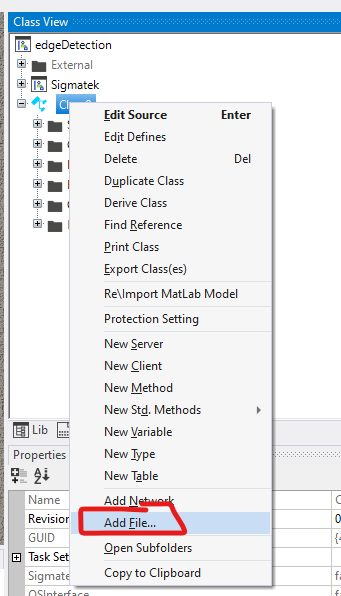 Class View
edgeDetection
External
Sigmatek
Edit Source Enter
Edit Defines
Delete Del
Duplicate Class
Derive Class
Find Reference
Print Class
Export Class(es)
Re\Import MatLab Model
Protection Setting
New Server
New Client
New Method
New Std. Methods
New Variable
New Type
New Table
Add Network
Add File...
Open Subfolders
Copy to Clipboard
Lib
Properties
Name
Revision
GUID
Task Set
Sigmate
OSInterface